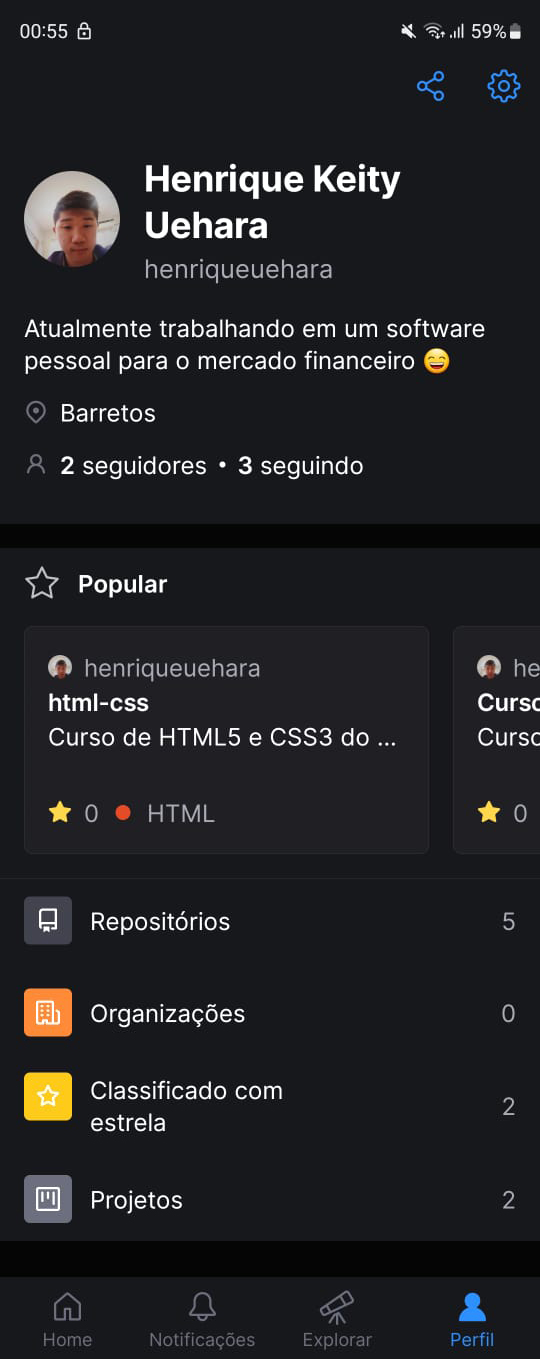 00:55 59%
Henrique Keity
Uehara
henriqueuehara
Atualmente trabalhando em um software
pessoal para o mercado financeiro 😄
Barretos
2 seguidores • 3 seguindo
Popular
henriqueuehara
html-css
Curso de HTML5 e CSS3 do ...
0 HTML
he
Curso
Curso
0
Repositórios 5
Organizações 0
Classificado com
estrela 2
Projetos 2
Home Notificações Explorar Perfil